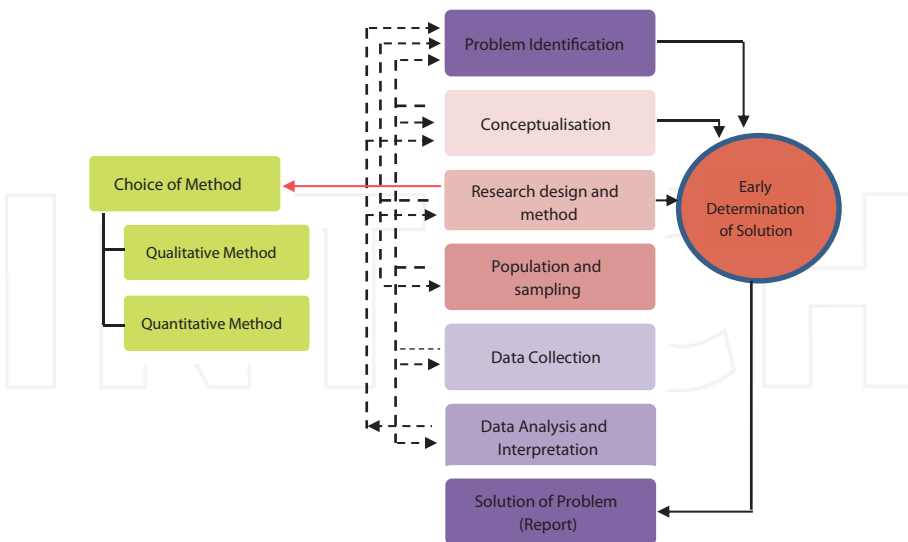 Problem Identification
Conceptualisation
Choice of Method
Research design and
method
Early
Determination
of Solution
Qualitative Method
Population and
sampling
Quantitative Method
Data Collection
Data Analysis and
Interpretation
Solution of Problem
(Report)